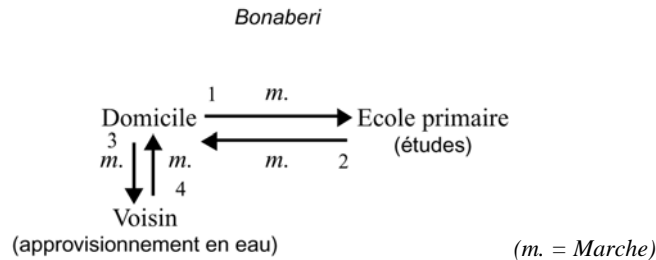 Bonaberi
1 m.
Domicile Ecole primaire
(études)
m. 2
3
m. m.
4
Voisin
(approvisionnement en eau)
(m. = Marche)